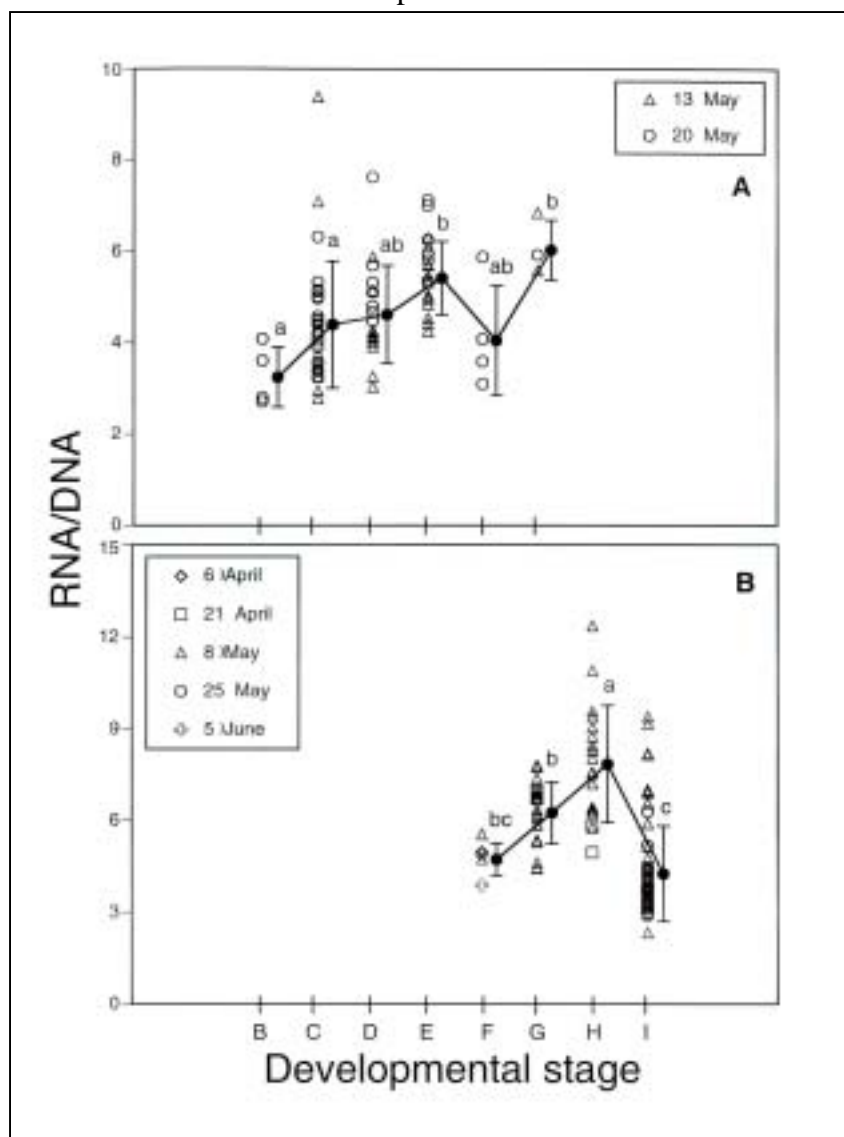 10
8
6
4
2
0
△ 13 May
○ 20 May
A
a
a
ab
b
ab
b
RNA/DNA
15
12
9
6
3
0
◇ 6 April
□ 21 April
△ 8 May
○ 25 May
5 June
B
bc
b
a
c
B C D E F G H I
Developmental stage